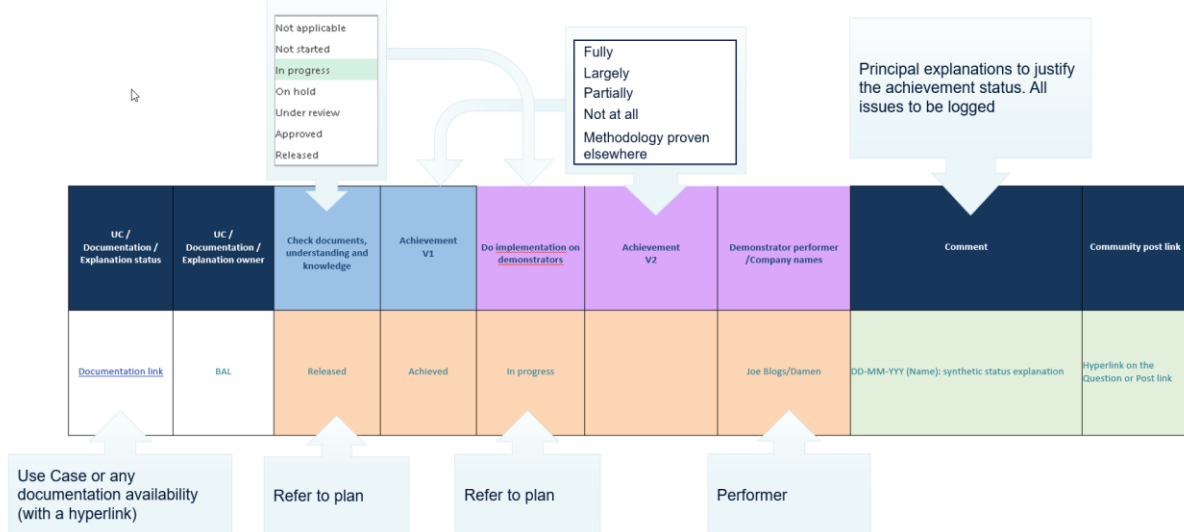 Not applicable
Not started
In progress
On hold
Under review
Approved
Released
Fully
Largely
Partially
Not at all
Methodology proven
elsewhere
Principal explanations to justify
the achievement status. All
issues to be logged
UC /
Documentation /
Explanation status
UC /
Documentation /
Explanation owner
Check documents,
understanding and
knowledge
Achievement
V1
Do implementation on
demonstrators
Achievement
V2
Demonstrator performer
/Company names
Comment
Community post link
Documentation link
BAL
Released
Achieved
In progress
Joe Blogs/Damen
DD-MM-YYY (Name): synthetic status explanation
Hyperlink on the
Question or Post link
Use Case or any
documentation availability
(with a hyperlink)
Refer to plan
Refer to plan
Performer